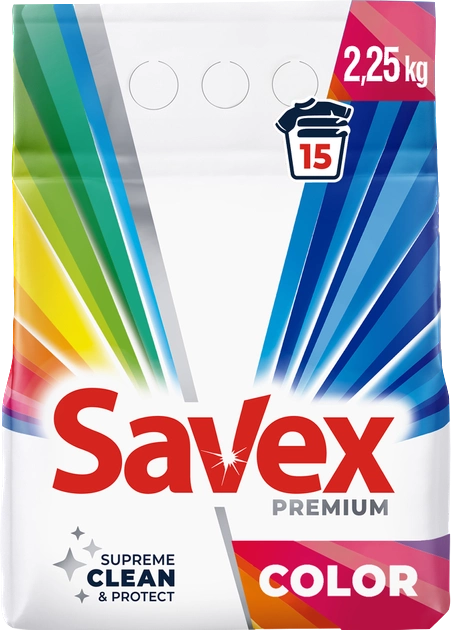 2,25 kg
15
Savex
PREMIUM
SUPREME
CLEAN
& PROTECT
COLOR